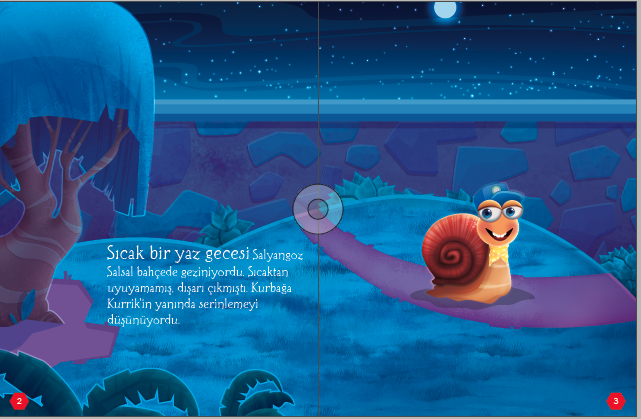 Sıcak bir yaz gecesi Salyangoz
Salsal bahçede geziniyordu. Sıcaktan
uyuyamamış, dışarı çıkmıştı. Kurbağa
Kurrik'in yanında serinlemeyi
düşünüyordu.
2
3